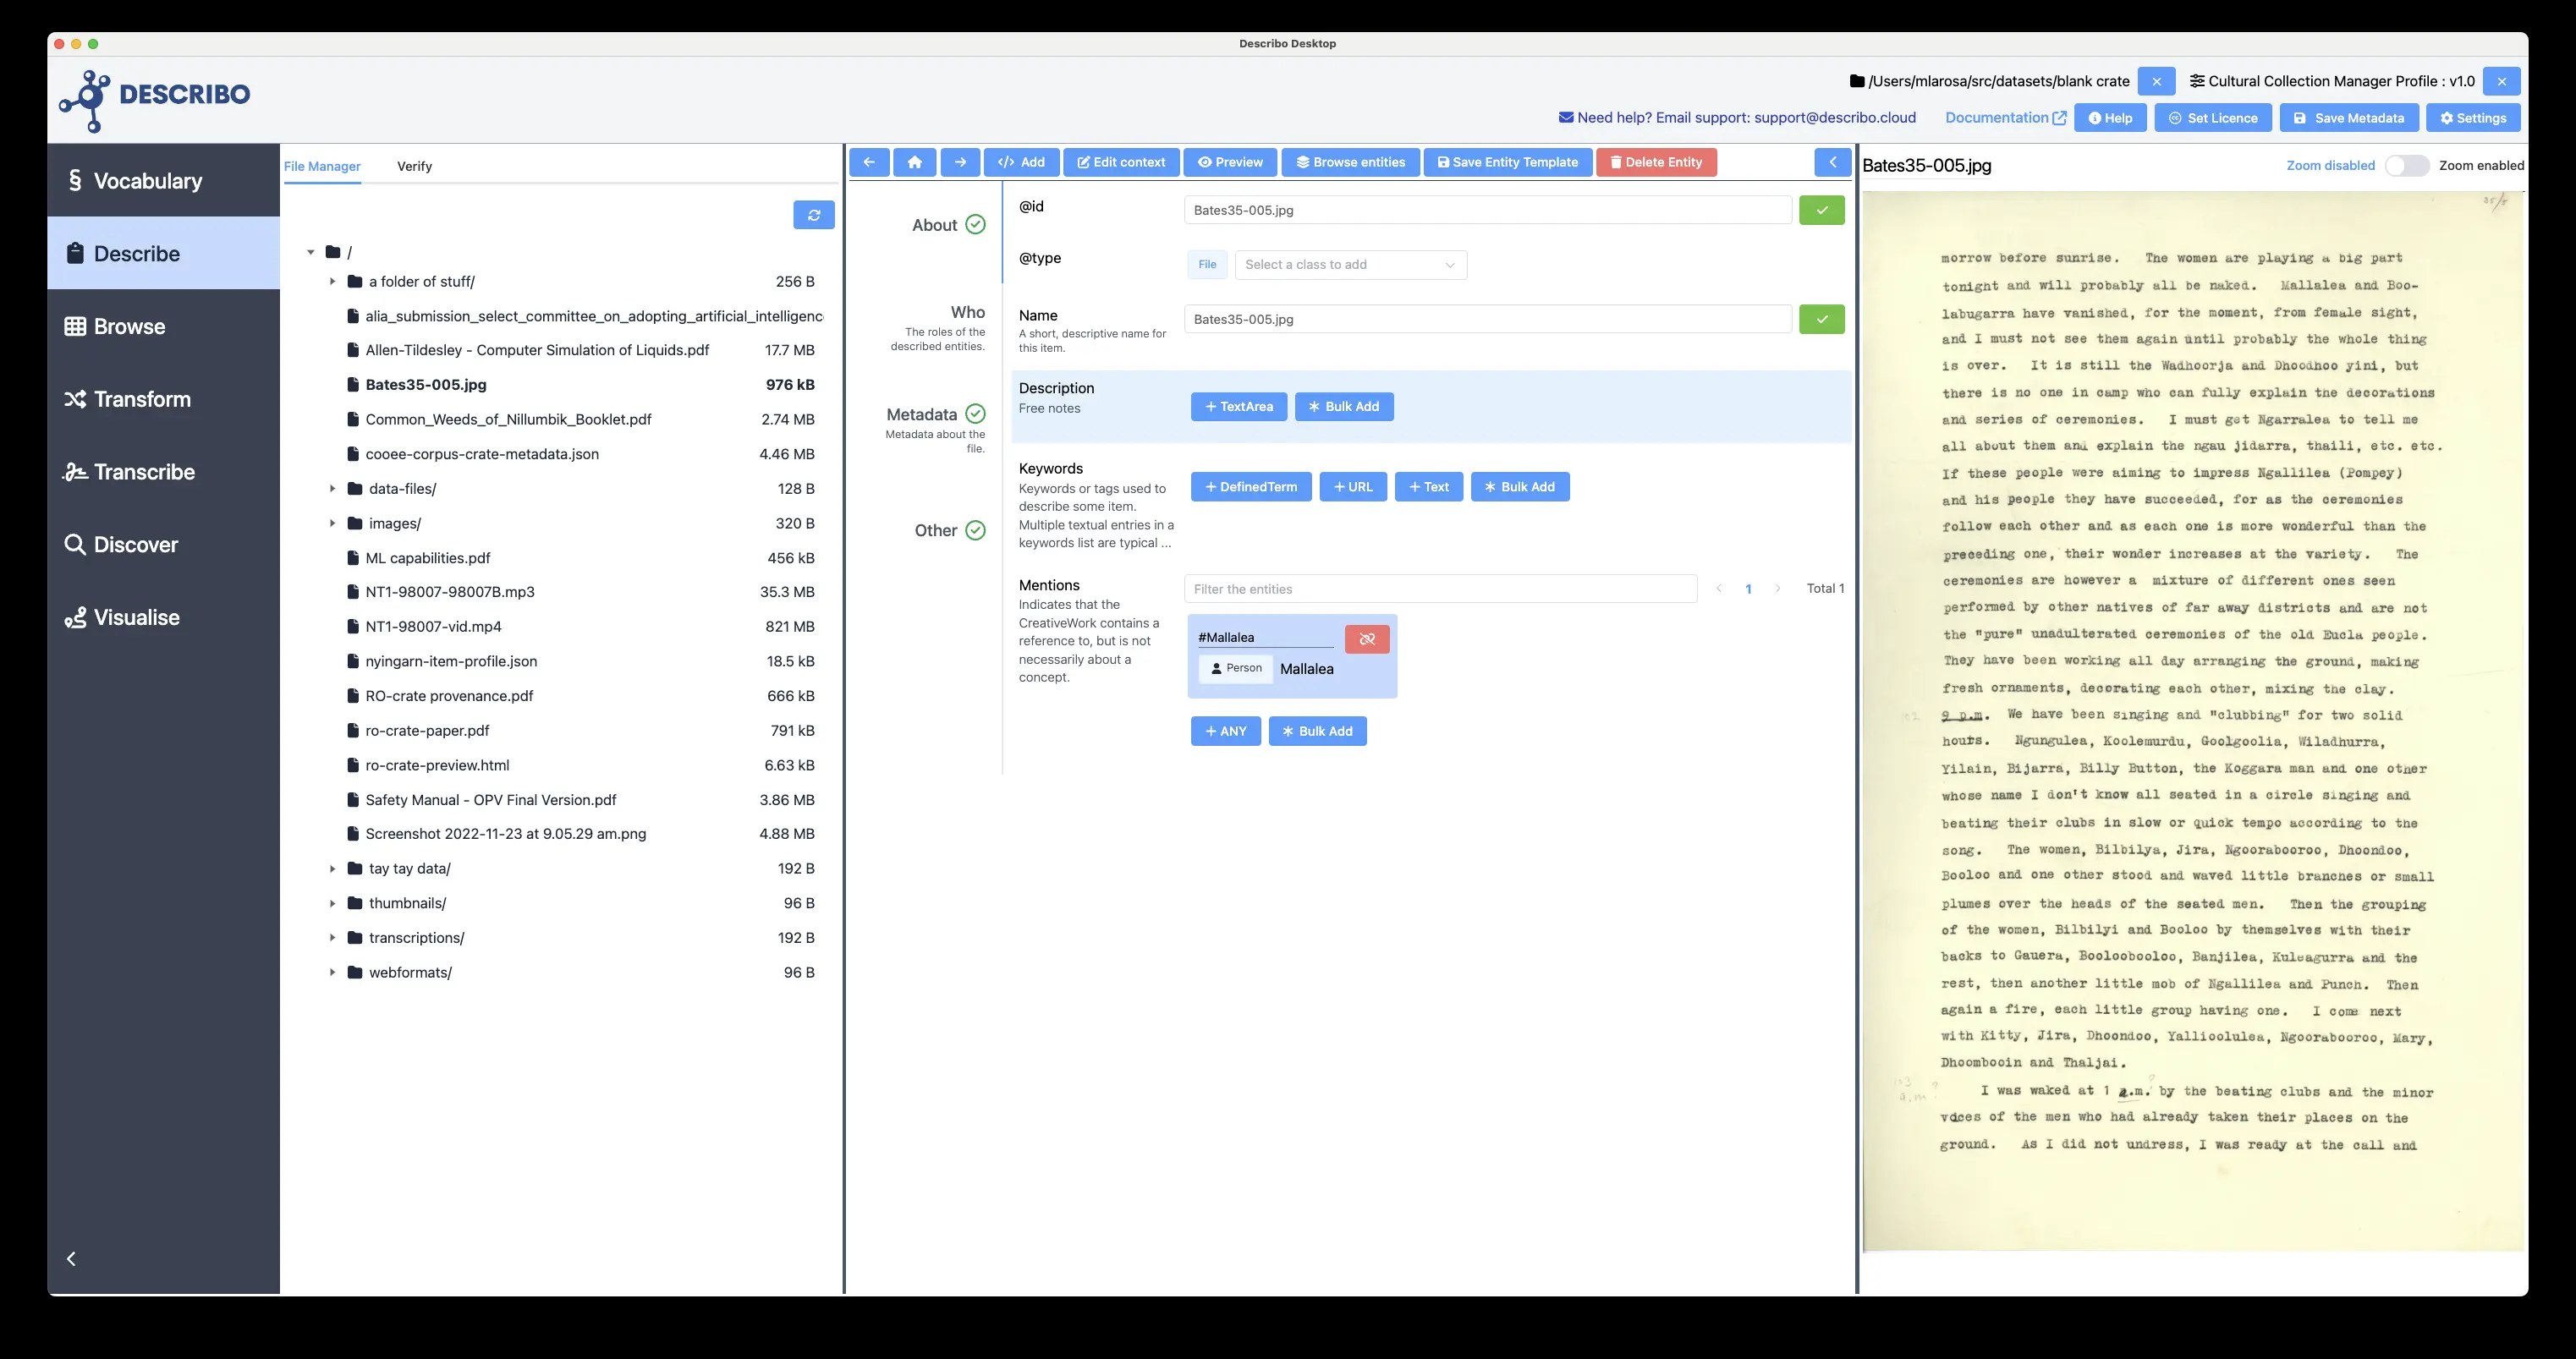 Describo Desktop
DESCRIBO
/Users/mlarosa/src/datasets/blank crate
Cultural Collection Manager Profile : v1.0
Need help? Email support: support@describo.cloud
Documentation
Help
Set Licence
Save Metadata
Settings
Vocabulary
Describe
Browse
Transform
Transcribe
Discover
Visualise
File Manager
Verify
/
a folder of stuff/ 256 B
alia_submission_select_committee_on_adopting_artificial_intelligenc
Allen-Tildesley - Computer Simulation of Liquids.pdf 17.7 MB
Bates35-005.jpg 976 kB
Common_Weeds_of_Nillumbik_Booklet.pdf 2.74 MB
cooee-corpus-crate-metadata.json 4.46 MB
data-files/ 128 B
images/ 320 B
ML capabilities.pdf 456 kB
NT1-98007-98007B.mp3 35.3 MB
NT1-98007-vid.mp4 821 MB
nyingarn-item-profile.json 18.5 kB
RO-crate provenance.pdf 666 kB
ro-crate-paper.pdf 791 kB
ro-crate-preview.html 6.63 kB
Safety Manual - OPV Final Version.pdf 3.86 MB
Screenshot 2022-11-23 at 9.05.29 am.png 4.88 MB
tay tay data/ 192 B
thumbnails/ 96 B
transcriptions/ 192 B
webformats/ 96 B
Add
Edit context
Preview
Browse entities
Save Entity Template
Delete Entity
About
Who
The roles of the
described entities.
Metadata
Metadata about the
file.
Other
@id
Bates35-005.jpg
@type
File
Select a class to add
Name
A short, descriptive name for
this item.
Bates35-005.jpg
Description
Free notes
+ TextArea
Bulk Add
Keywords
Keywords or tags used to
describe some item.
Multiple textual entries in a
keywords list are typical ...
+ DefinedTerm
+ URL
+ Text
Bulk Add
Mentions
Indicates that the
CreativeWork contains a
reference to, but is not
necessarily about a
concept.
Filter the entities
< 1 > Total 1
#Mallalea
Person Mallalea
+ ANY
Bulk Add
Bates35-005.jpg
Zoom disabled
Zoom enabled
35/5
morrow before sunrise. The women are playing a big part
tonight and will probably all be naked. Mallalea and Boo-
labugarra have vanished, for the moment, from female sight,
and I must not see them again until probably the whole thing
is over. It is still the Wadhoorja and Dhoodhoo yini, but
there is no one in camp who can fully explain the decorations
and series of ceremonies. I must get Ngarralea to tell me
all about them and explain the ngau jidarra, thaili, etc. etc.
If these people were aiming to impress Ngallilea (Pompey)
and his people they have succeeded, for as the ceremonies
follow each other and as each one is more wonderful than the
preceding one, their wonder increases at the variety. The
ceremonies are however a mixture of different ones seen
performed by other natives of far away districts and are not
the "pure" unadulterated ceremonies of the old Eucla people.
They have been working all day arranging the ground, making
fresh ornaments, decorating each other, mixing the clay.
9 p.m. We have been singing and "clubbing" for two solid
hours. Ngungulea, Koolemurdu, Goolgoolia, Wiladhurra,
Yilain, Bijarra, Billy Button, the Koggara man and one other
whose name I don't know all seated in a circle singing and
beating their clubs in slow or quick tempo according to the
song. The women, Bilbilya, Jira, Ngoorabooroo, Dhoondoo,
Booloo and one other stood and waved little branches or small
plumes over the heads of the seated men. Then the grouping
of the women, Bilbilyi and Booloo by themselves with their
backs to Gauera, Booloobooloo, Banjilea, Kuleagurra and the
rest, then another little mob of Ngallilea and Punch. Then
again a fire, each little group having one. I come next
with Kitty, Jira, Dhoondoo, Yallioolulea, Ngoorabooroo, Mary,
Dhoombooin and Thaljai.
I was waked at 1 a.m.? by the beating clubs and the minor
voices of the men who had already taken their places on the
ground. As I did not undress, I was ready at the call and